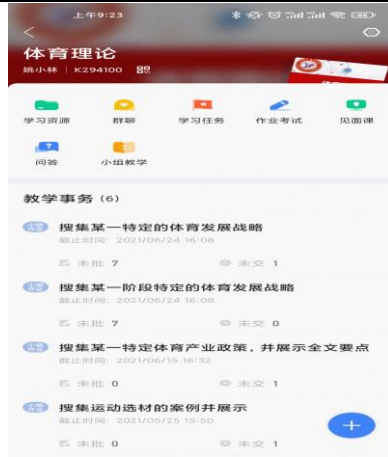 上午9:23
体育理论
姚小林 | K294100
学习资源 群聊 学习任务 作业考试 见面课
问答 小组教学
教学事务 (6)
搜集某一特定的体育发展战略
截止时间: 2021/06/24 16:08
未批 7 未交 1
搜集某一阶段特定的体育发展战略
截止时间: 2021/06/24 16:08
未批 7 未交 0
搜集某一特定体育产业政策, 并展示全文要点
截止时间: 2021/06/15 16:32
未批 0 未交 1
搜集运动选材的案例并展示
截止时间: 2021/05/25 15:50
未批 0 未交 1